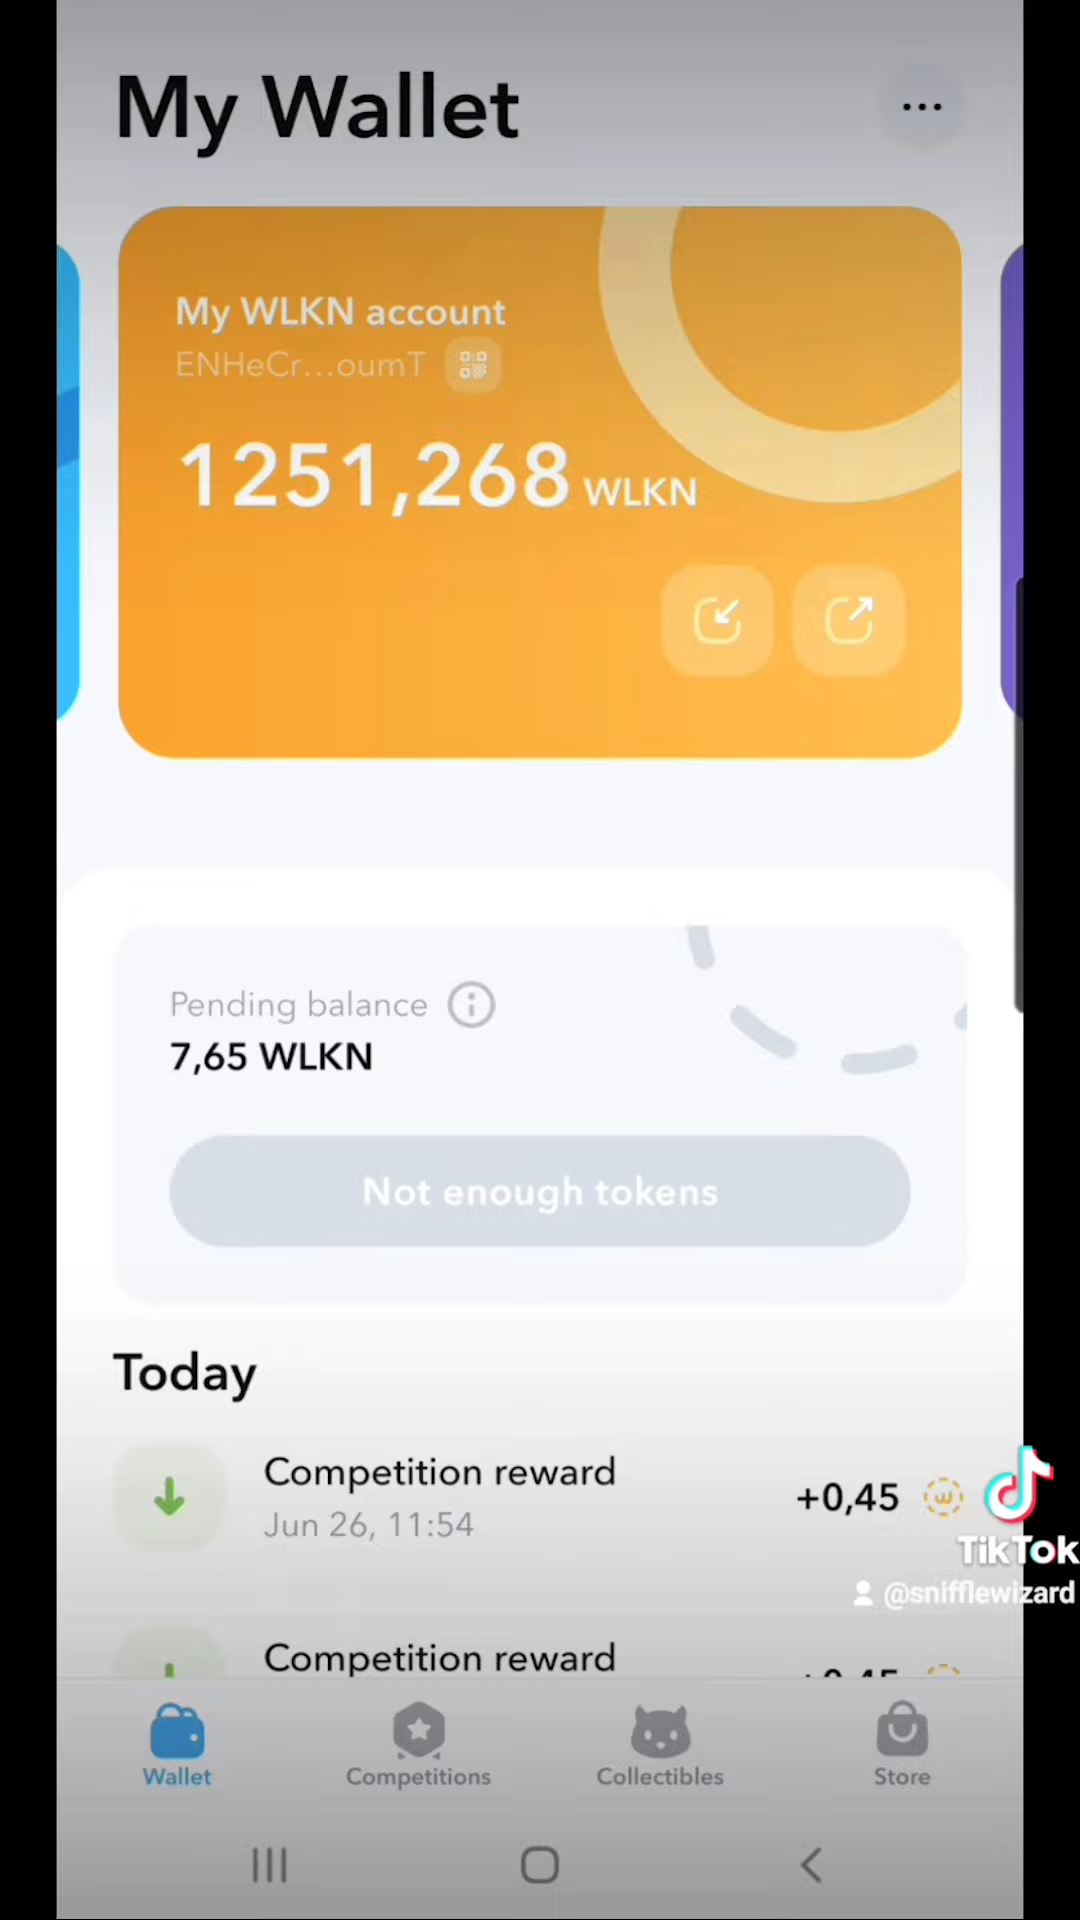 My Wallet
My WLKN account
ENHeCr...oumT
1251,268 WLKN
Pending balance
7,65 WLKN
Not enough tokens
Today
Competition reward
+0,45
Jun 26, 11:54
TikTok
@snifflewizard
Competition reward
Wallet
Competitions
Collectibles
Store